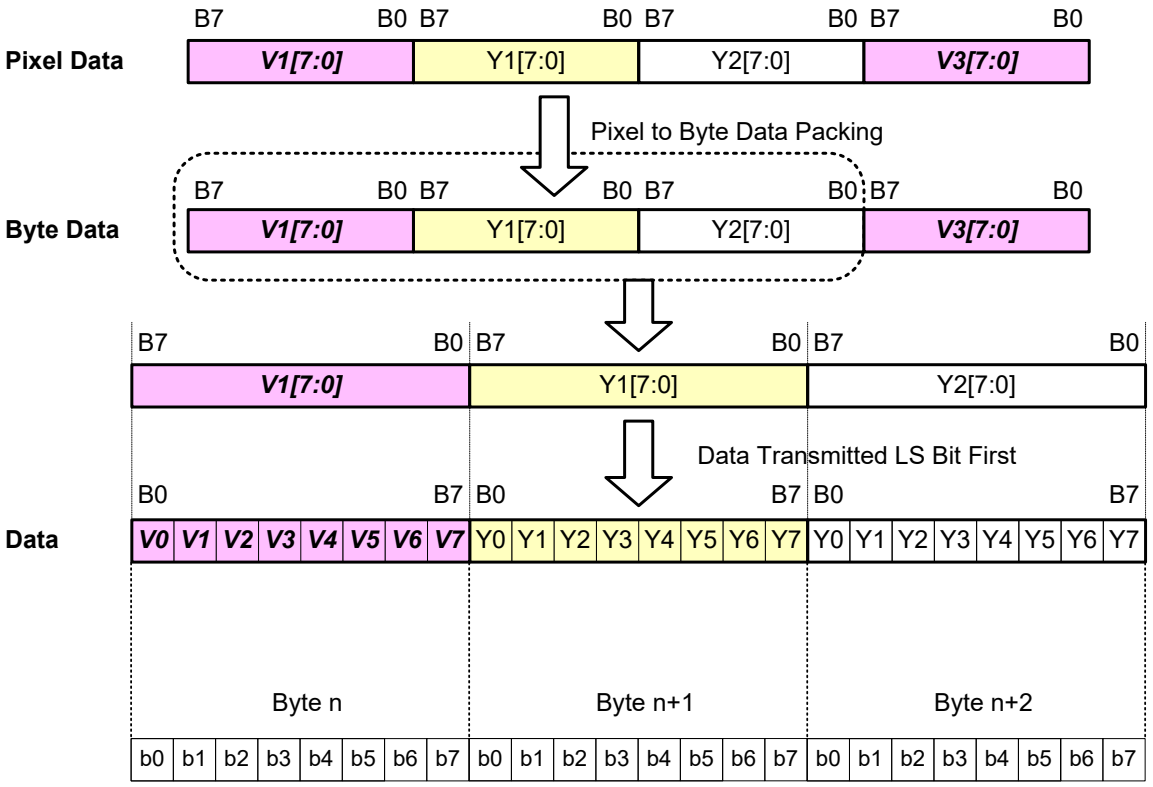 B7 B0 B7 B0 B7 B0 B7 B0
Pixel Data V1[7:0] Y1[7:0] Y2[7:0] V3[7:0]
Pixel to Byte Data Packing
B7 B0 B7 B0 B7 B0 B7 B0
Byte Data V1[7:0] Y1[7:0] Y2[7:0] V3[7:0]
B7 B0 B7 B0 B7 B0
V1[7:0] Y1[7:0] Y2[7:0]
Data Transmitted LS Bit First
B0 B7 B0 B7 B0 B7
Data V0 V1 V2 V3 V4 V5 V6 V7 Y0 Y1 Y2 Y3 Y4 Y5 Y6 Y7 Y0 Y1 Y2 Y3 Y4 Y5 Y6 Y7
Byte n Byte n+1 Byte n+2
b0 b1 b2 b3 b4 b5 b6 b7 b0 b1 b2 b3 b4 b5 b6 b7 b0 b1 b2 b3 b4 b5 b6 b7